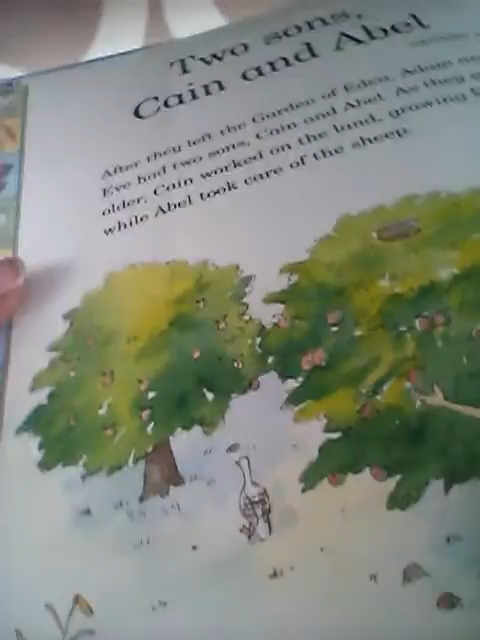 Two sons,
Cain and Abel
After they left the Garden of Eden, Adam
Eve had two sons, Cain and Abel. As they
older, Cain worked on the land, growing
while Abel took care of the sheep.